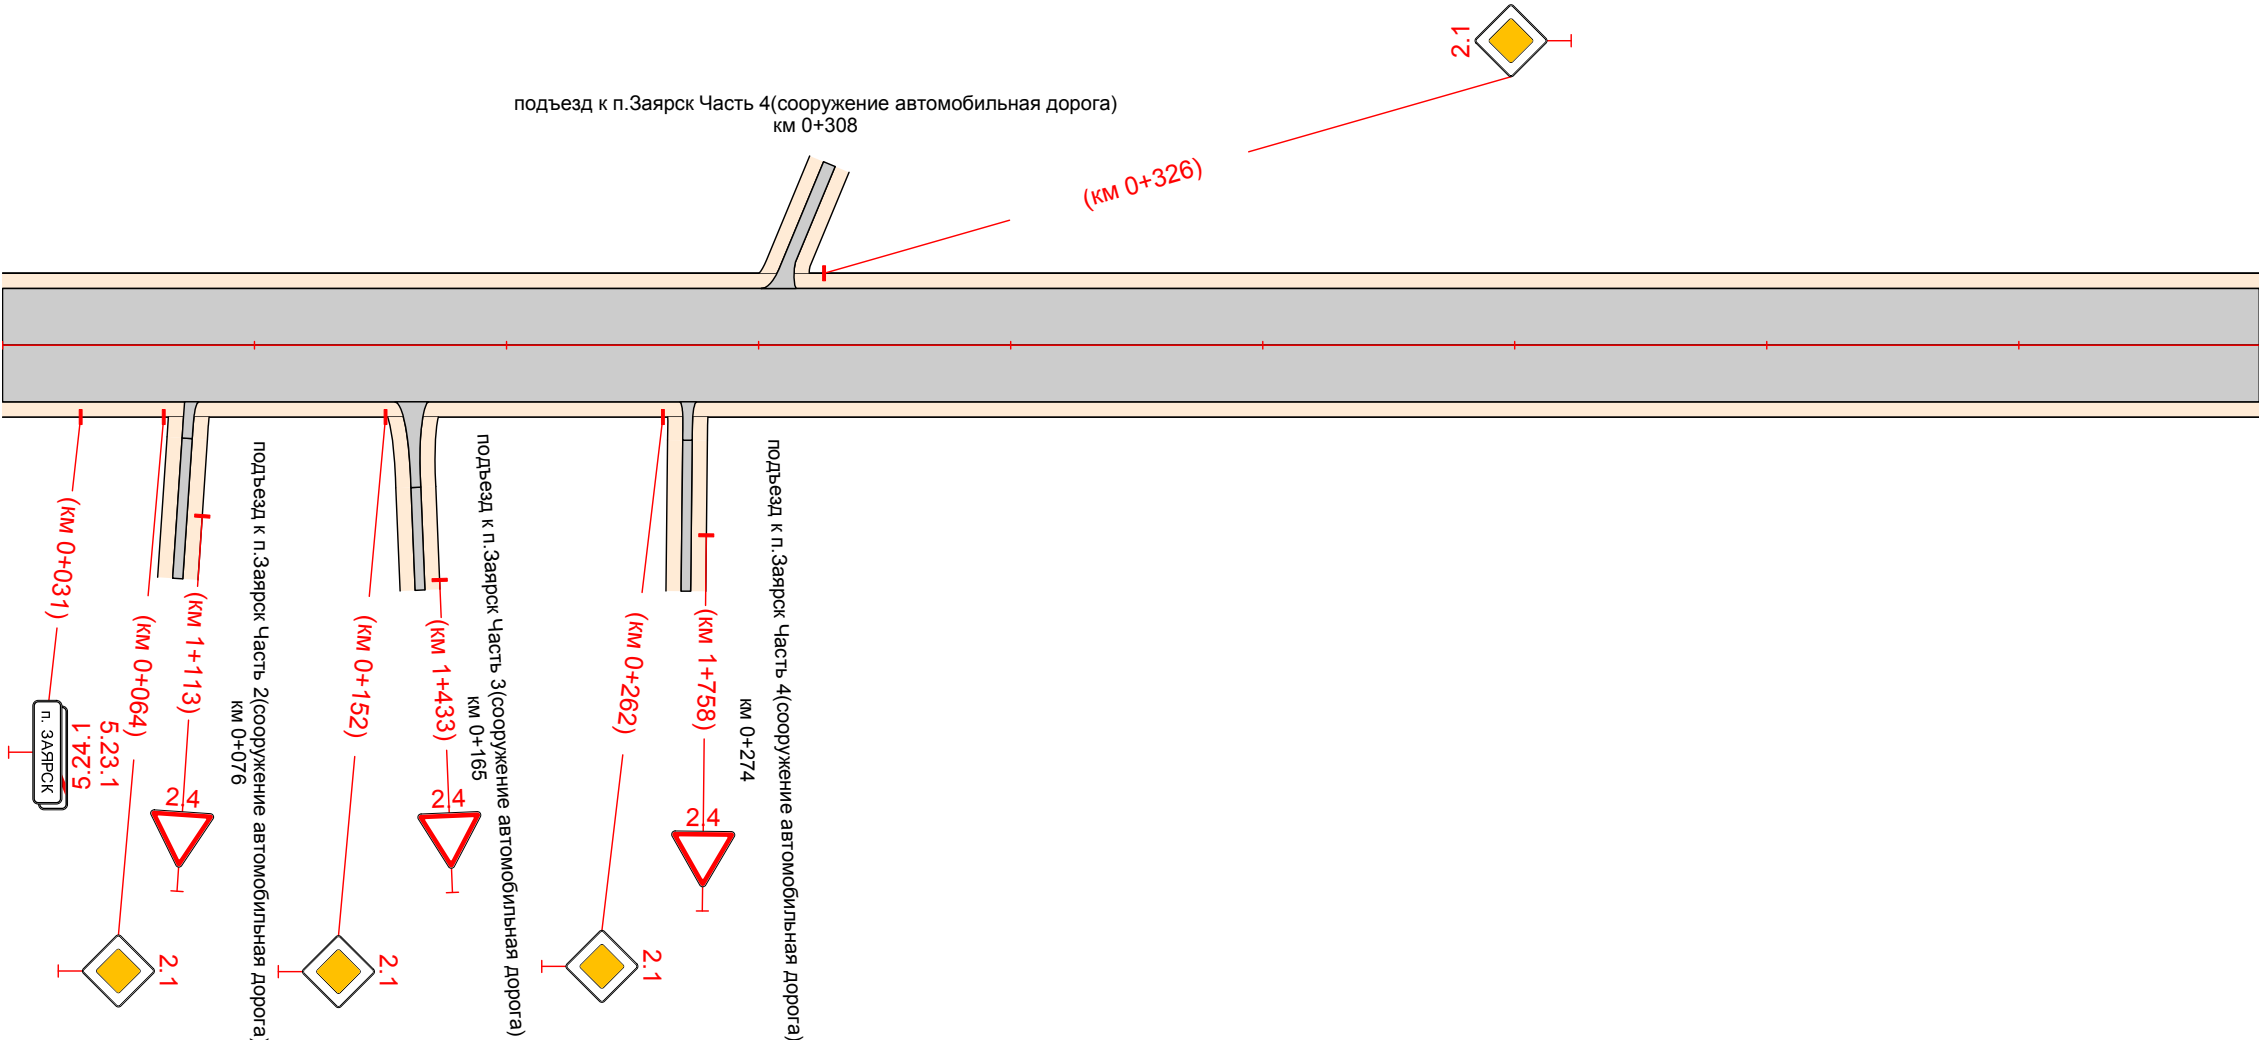 2.1
подъезд к п.Заярск Часть 4(сооружение автомобильная дорога)
км 0+308
(км 0+326)
(км 0+031)
п. ЗАЯРСК
5.24.1
5.23.1
(км 0+064)
2.1
(км 1+113)
2.4
подъезд к п.Заярск Часть 2(сооружение автомобильная дорога)
км 0+076
(км 0+152)
2.1
(км 1+433)
2.4
подъезд к п.Заярск Часть 3(сооружение автомобильная дорога)
км 0+165
(км 0+262)
2.1
(км 1+758)
2.4
подъезд к п.Заярск Часть 4(сооружение автомобильная дорога)
км 0+274